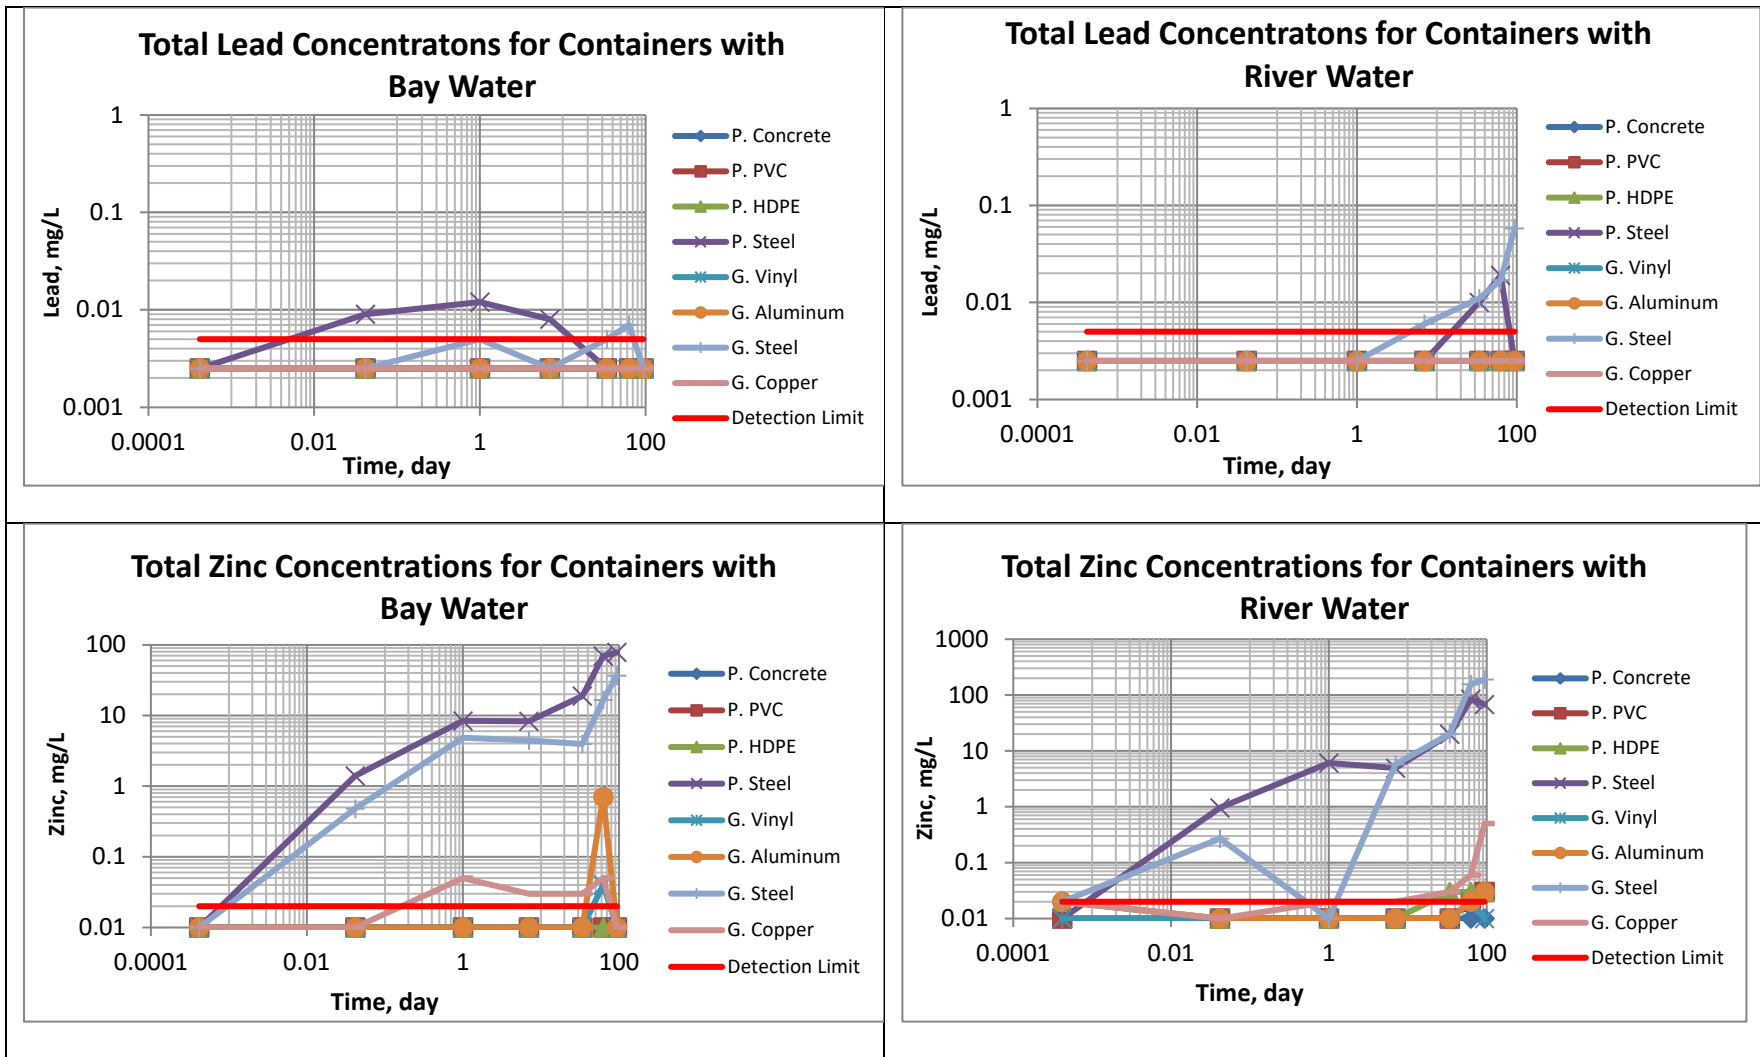 Total Lead Concentratons for Containers with
Bay Water
1
0.1
0.01
0.001
Lead, mg/L
0.0001
0.01
1
100
Time, day
P. Concrete
P. PVC
P. HDPE
P. Steel
G. Vinyl
G. Aluminum
G. Steel
G. Copper
Detection Limit
Total Lead Concentratons for Containers with
River Water
1
0.1
0.01
0.001
Lead, mg/L
0.0001
0.01
1
100
Time, day
P. Concrete
P. PVC
P. HDPE
P. Steel
G. Vinyl
G. Aluminum
G. Steel
G. Copper
Detection Limit
Total Zinc Concentrations for Containers with
Bay Water
100
10
1
0.1
0.01
Zinc, mg/L
0.0001
0.01
1
100
Time, day
P. Concrete
P. PVC
P. HDPE
P. Steel
G. Vinyl
G. Aluminum
G. Steel
G. Copper
Detection Limit
Total Zinc Concentrations for Containers with
River Water
1000
100
10
1
0.1
0.01
Zinc, mg/L
0.0001
0.01
1
100
Time, day
P. Concrete
P. PVC
P. HDPE
P. Steel
G. Vinyl
G. Aluminum
G. Steel
G. Copper
Detection Limit